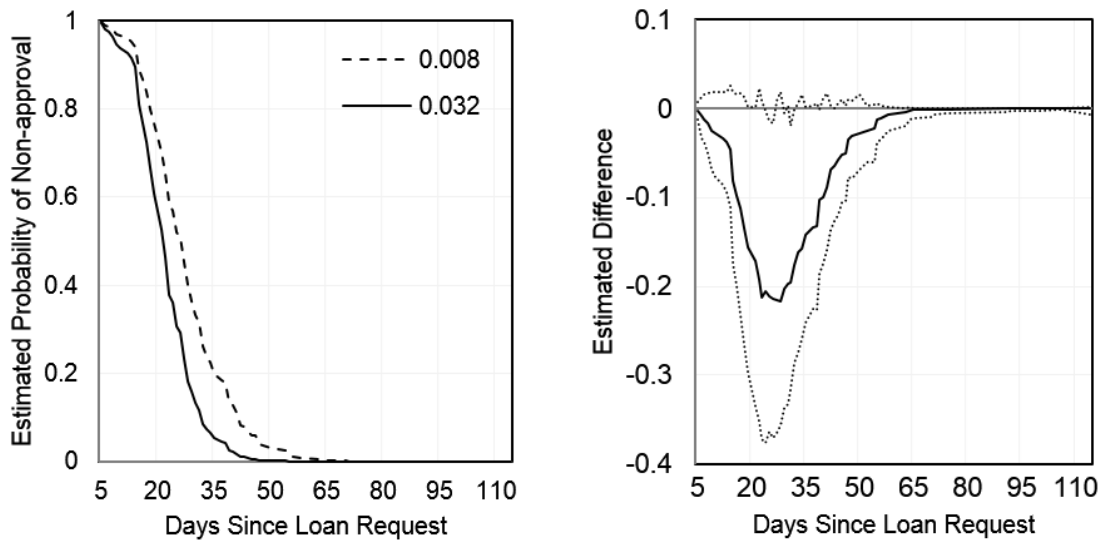 Estimated Probability of Non-approval
1
0.8
0.6
0.4
0.2
0
0.008
0.032
5 20 35 50 65 80 95 110
Days Since Loan Request
Estimated Difference
0.1
0
-0.1
-0.2
-0.3
-0.4
5 20 35 50 65 80 95 110
Days Since Loan Request